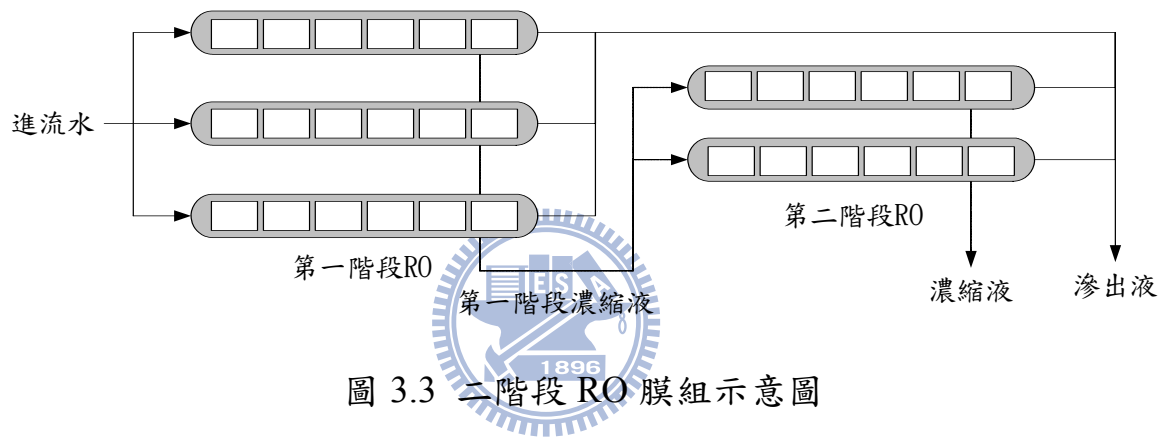 進流水
第一階段RO
第一階段濃縮液
第二階段RO
濃縮液
滲出液
E S A
1896
圖 3.3 二階段 RO 膜組示意圖